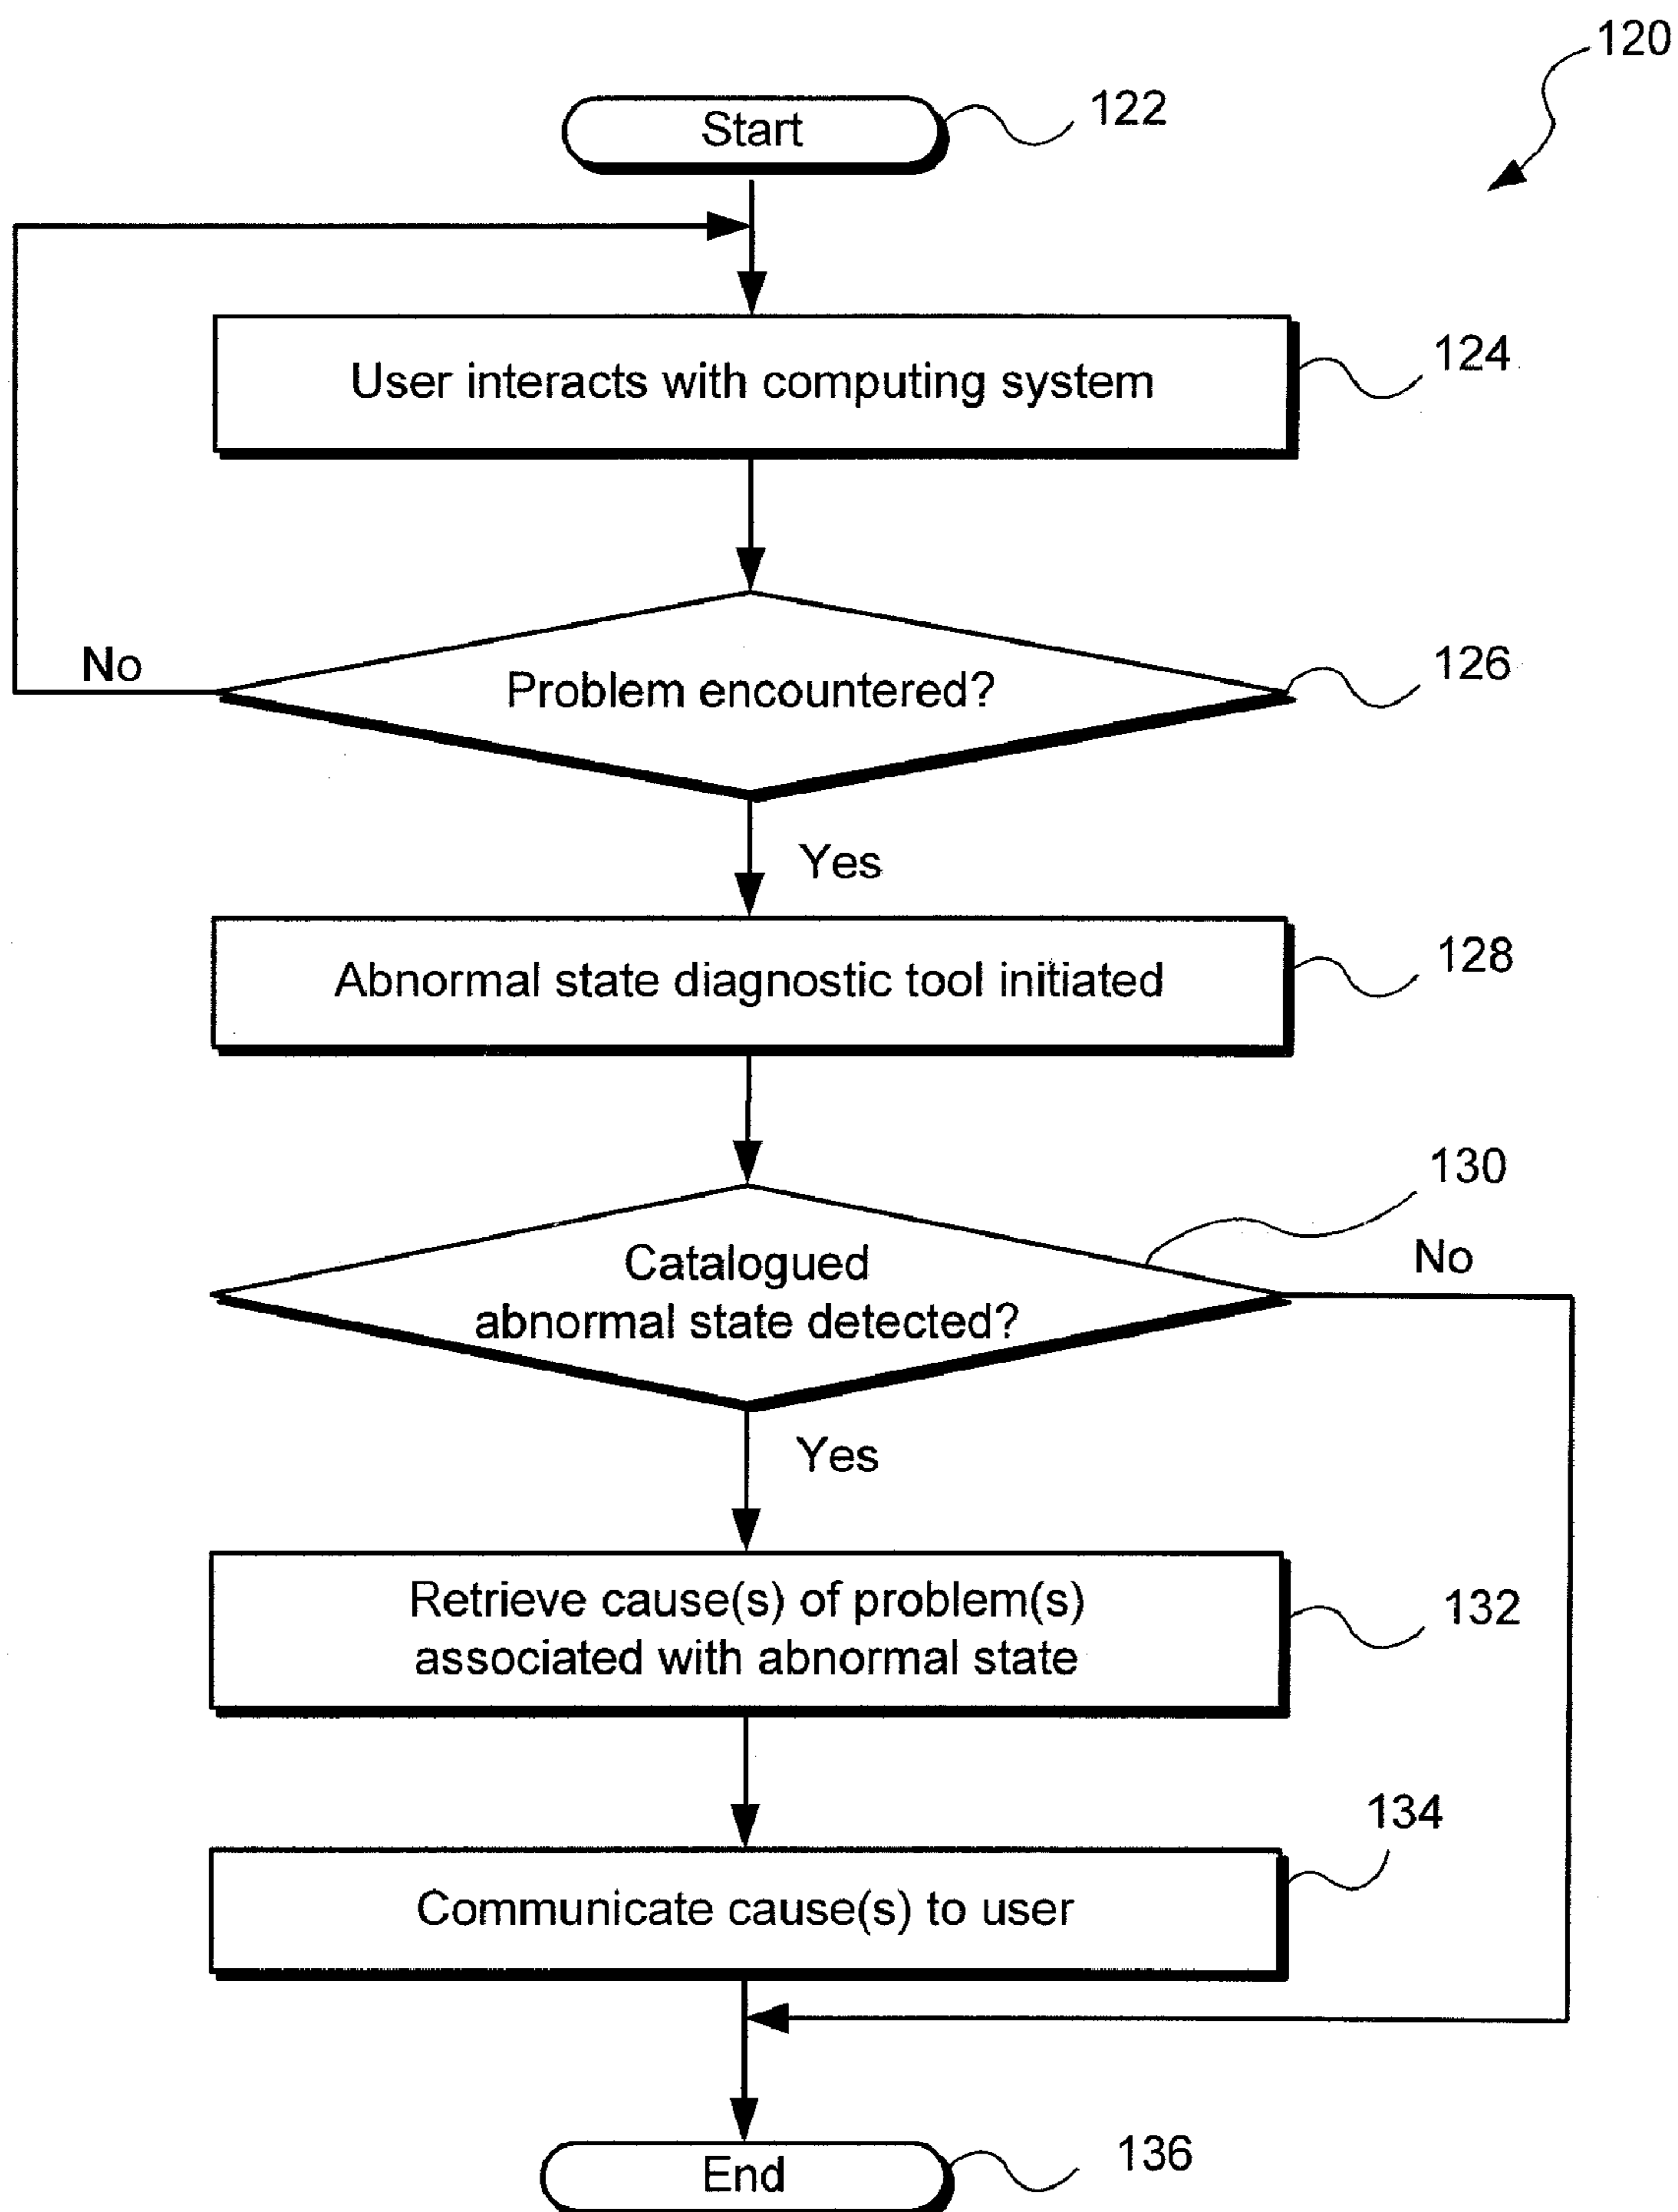 120
Start
122
User interacts with computing system
124
Problem encountered?
126
No
Yes
Abnormal state diagnostic tool initiated
128
130
Catalogued
abnormal state detected?
No
Yes
Retrieve cause(s) of problem(s)
associated with abnormal state
132
134
Communicate cause(s) to user
End
136